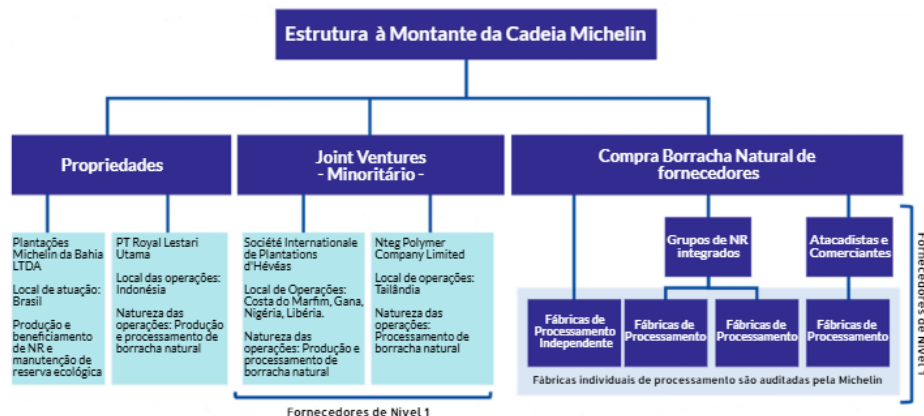 Estrutura à Montante da Cadeia Michelin
Propriedades
Joint Ventures
- Minoritário -
Compra Borracha Natural de
fornecedores
Plantações
Michelin da Bahia
LTDA
Local de atuação:
Brasil
Produção e
beneficiamento
de NR e
manutenção de
reserva ecológica
PT Royal Lestari
Utama
Local das operações:
Indonésia
Natureza das
operações: Produção
e processamento de
borracha natural
Société Internationale
de Plantations
d'Hévéas
Local de Operações:
Costa do Marfim, Gana,
Nigéria, Libéria.
Natureza das
operações: Produção e
processamento de
borracha natural
Nteg Polymer
Company Limited
Local de operações:
Tailândia
Natureza das
operações:
Processamento de
borracha natural
Fornecedores de Nível 1
Grupos de NR
integrados
Atacadistas e
Comerciantes
Fábricas de
Processamento
Independente
Fábricas de
Processamento
Fábricas de
Processamento
Fábricas de
Processamento
Fábricas individuais de processamento são auditadas pela Michelin
Fornecedores de Nível 1